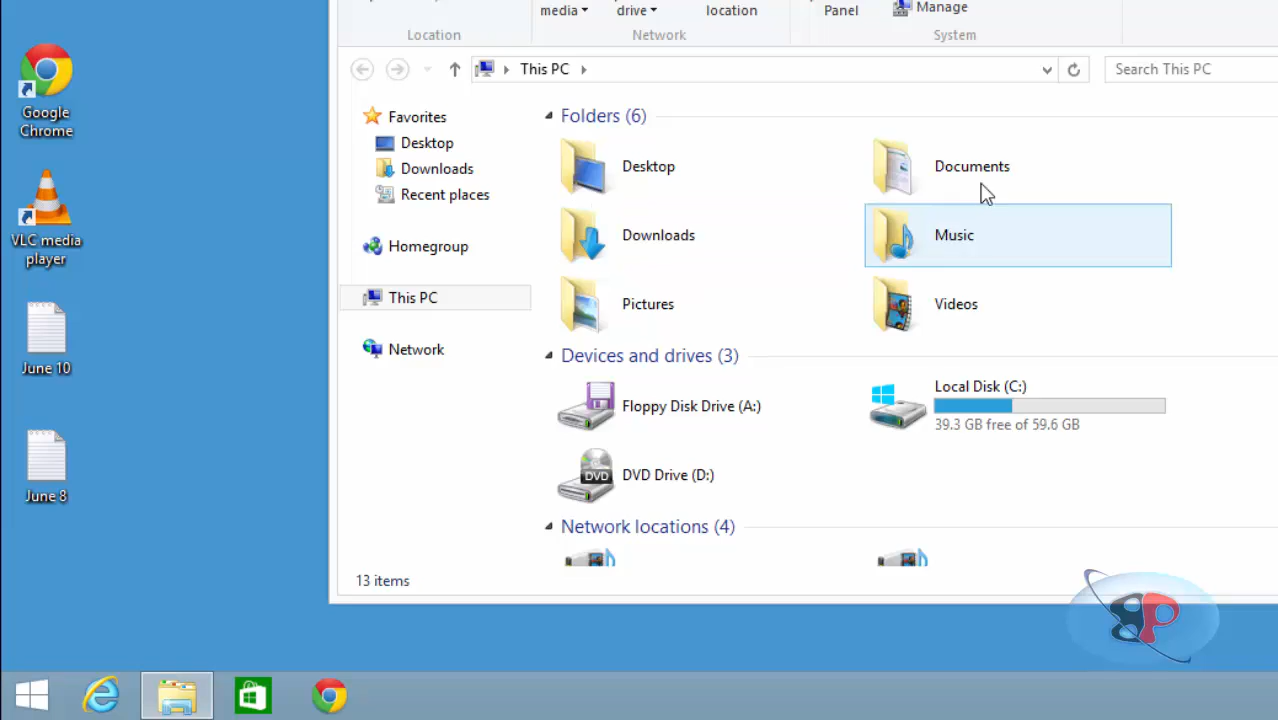 media
drive
location
Panel
Manage
Location
Network
System
This PC
Search This PC
Google
Chrome
VLC media
player
June 10
June 8
Favorites
Desktop
Downloads
Recent places
Homegroup
This PC
Network
Folders (6)
Desktop
Documents
Downloads
Music
Pictures
Videos
Devices and drives (3)
Floppy Disk Drive (A:)
Local Disk (C:)
39.3 GB free of 59.6 GB
DVD
DVD Drive (D:)
Network locations (4)
13 items